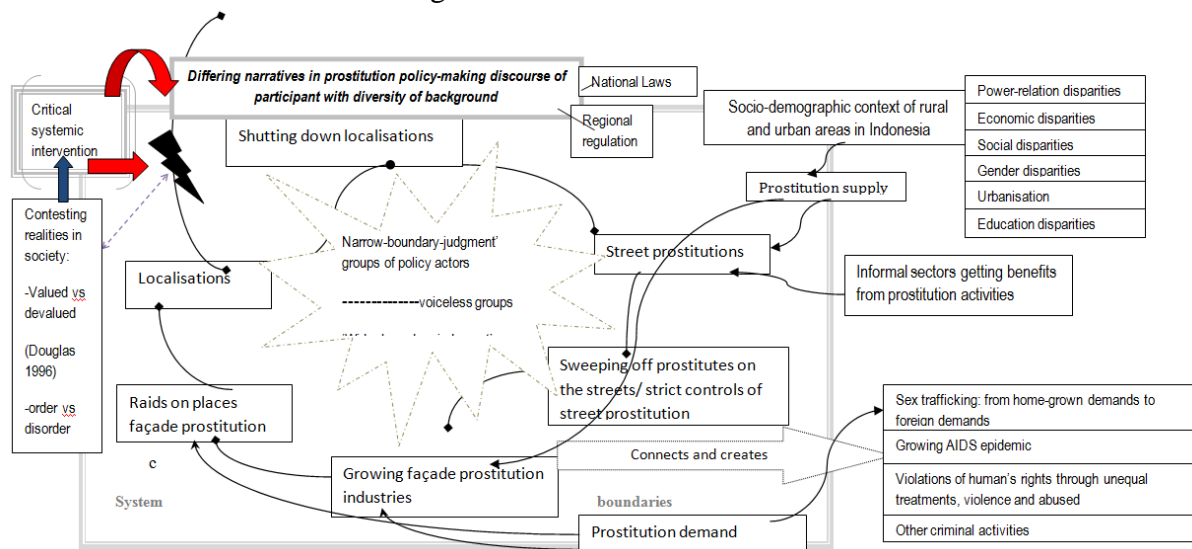 Differing narratives in prostitution policy-making discourse of
participant with diversity of background
National Laws
Regional
regulation
Critical
systemic
intervention
Shutting down localisations
Socio-demographic context of rural
and urban areas in Indonesia
Power-relation disparities
Economic disparities
Social disparities
Gender disparities
Urbanisation
Education disparities
Prostitution supply
Contesting
realities in
society:
-Valued vs
devalued
(Douglas
1996)
-order vs
disorder
Narrow-boundary-judgment'
groups of policy actors
--------------voiceless groups
Localisations
Street prostitutions
Informal sectors getting benefits
from prostitution activities
Sweeping off prostitutes on
the streets/ strict controls of
street prostitution
Raids on places
façade prostitution
c
Connects and creates
Growing façade prostitution
industries
System
boundaries
Prostitution demand
Sex trafficking: from home-grown demands to
foreign demands
Growing AIDS epidemic
Violations of human's rights through unequal
treatments, violence and abused
Other criminal activities